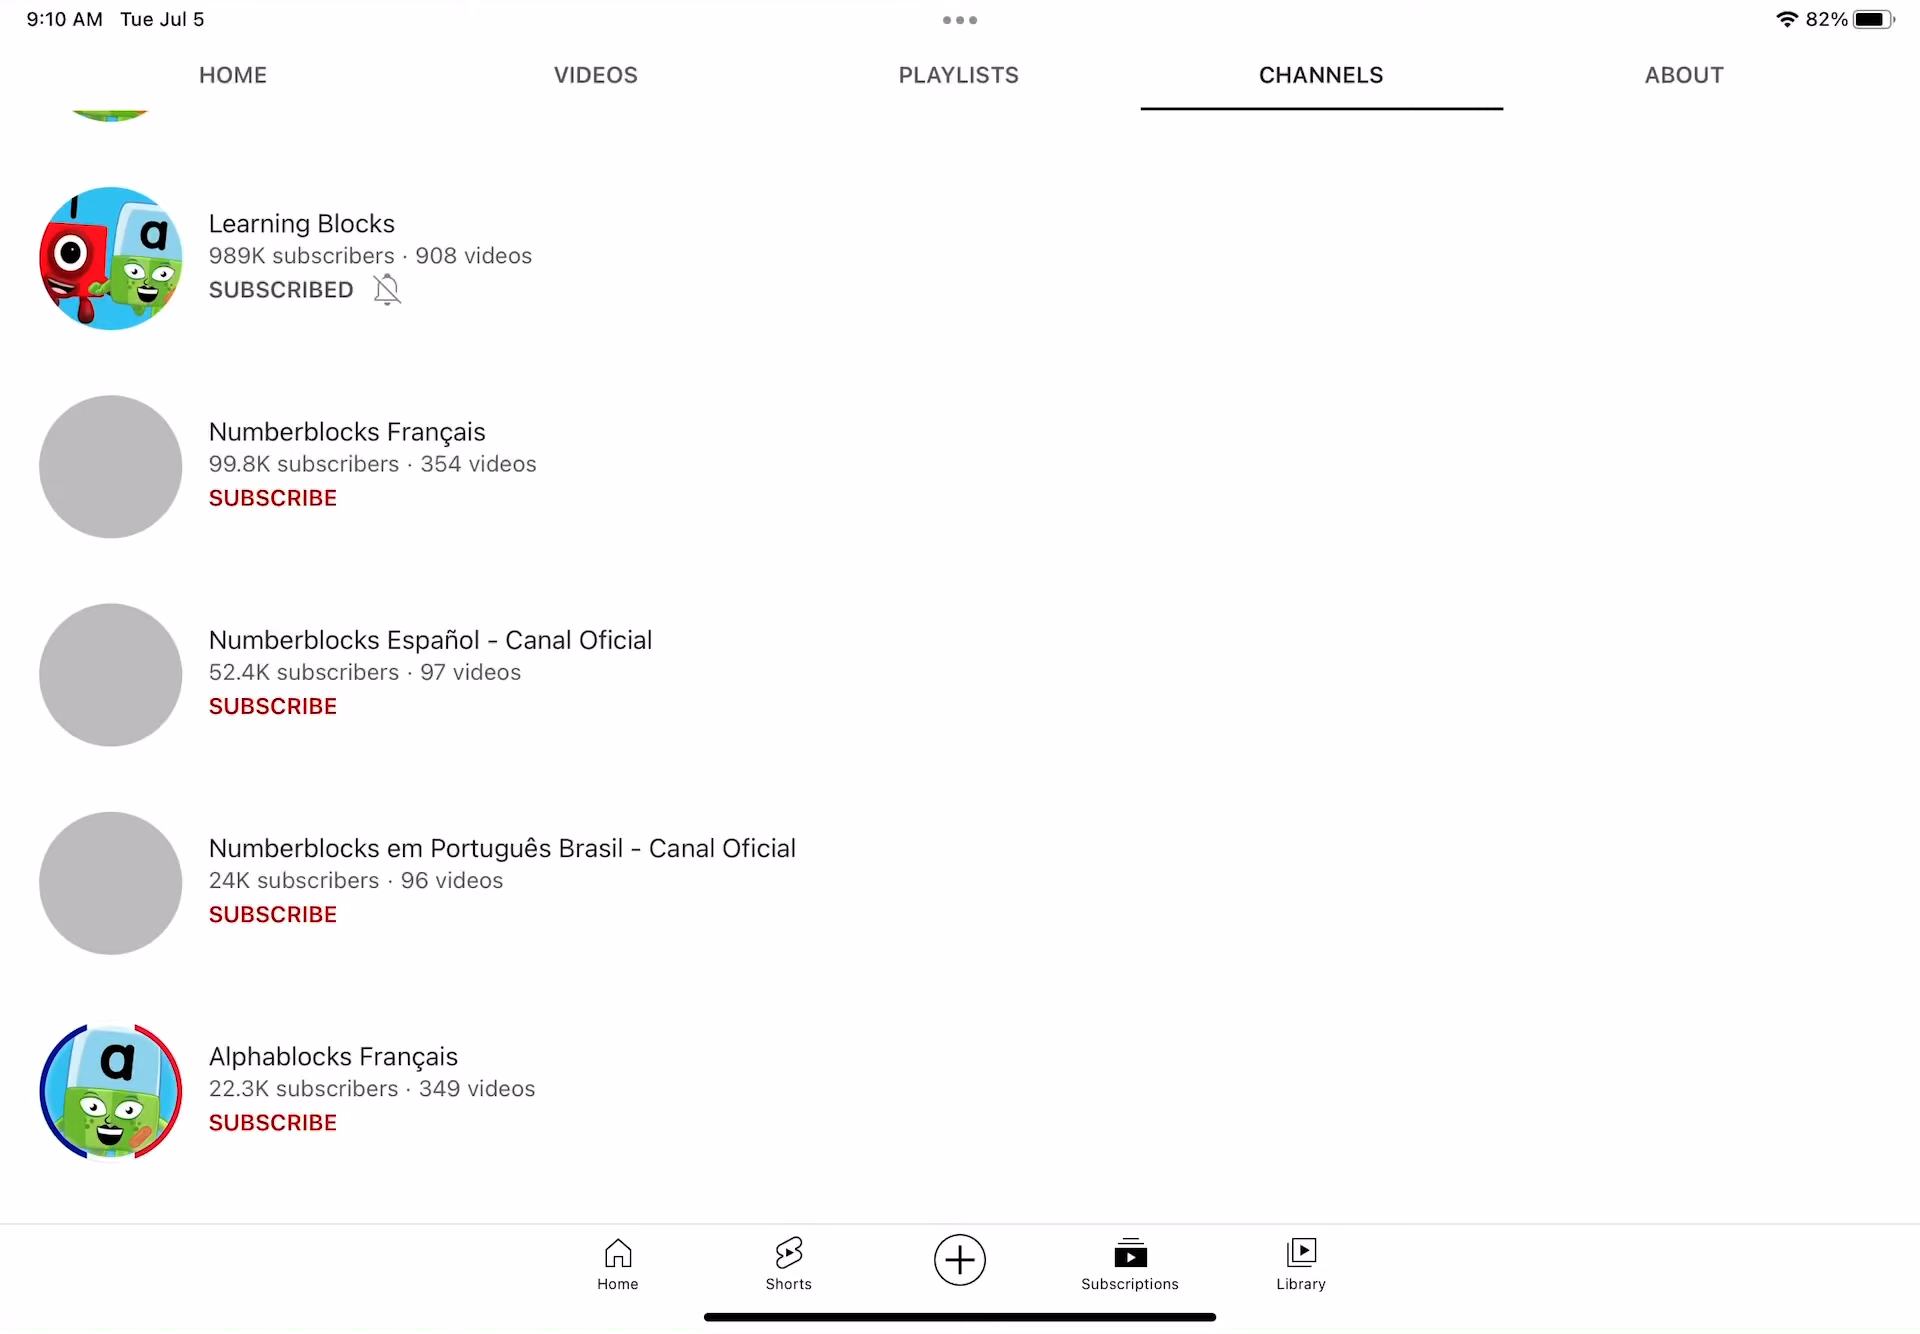 9:10 AM Tue Jul 5
82%
HOME VIDEOS PLAYLISTS CHANNELS ABOUT
a
Learning Blocks
989K subscribers · 908 videos
SUBSCRIBED
Numberblocks Français
99.8K subscribers · 354 videos
SUBSCRIBE
Numberblocks Español - Canal Oficial
52.4K subscribers · 97 videos
SUBSCRIBE
Numberblocks em Português Brasil - Canal Oficial
24K subscribers · 96 videos
SUBSCRIBE
a
Alphablocks Français
22.3K subscribers · 349 videos
SUBSCRIBE
Home Shorts Subscriptions Library